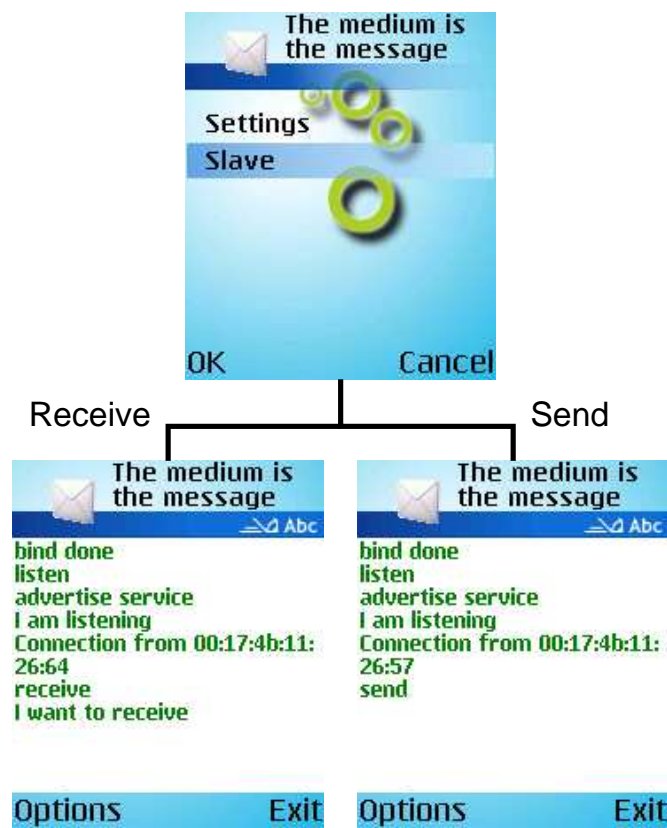 The medium is
the message
Settings
Slave
OK Cancel
Receive Send
The medium is
the message
Abc
bind done
listen
advertise service
I am listening
Connection from 00:17:4b:11:
26:64
receive
I want to receive
Options Exit
The medium is
the message
Abc
bind done
listen
advertise service
I am listening
Connection from 00:17:4b:11:
26:57
send
Options Exit